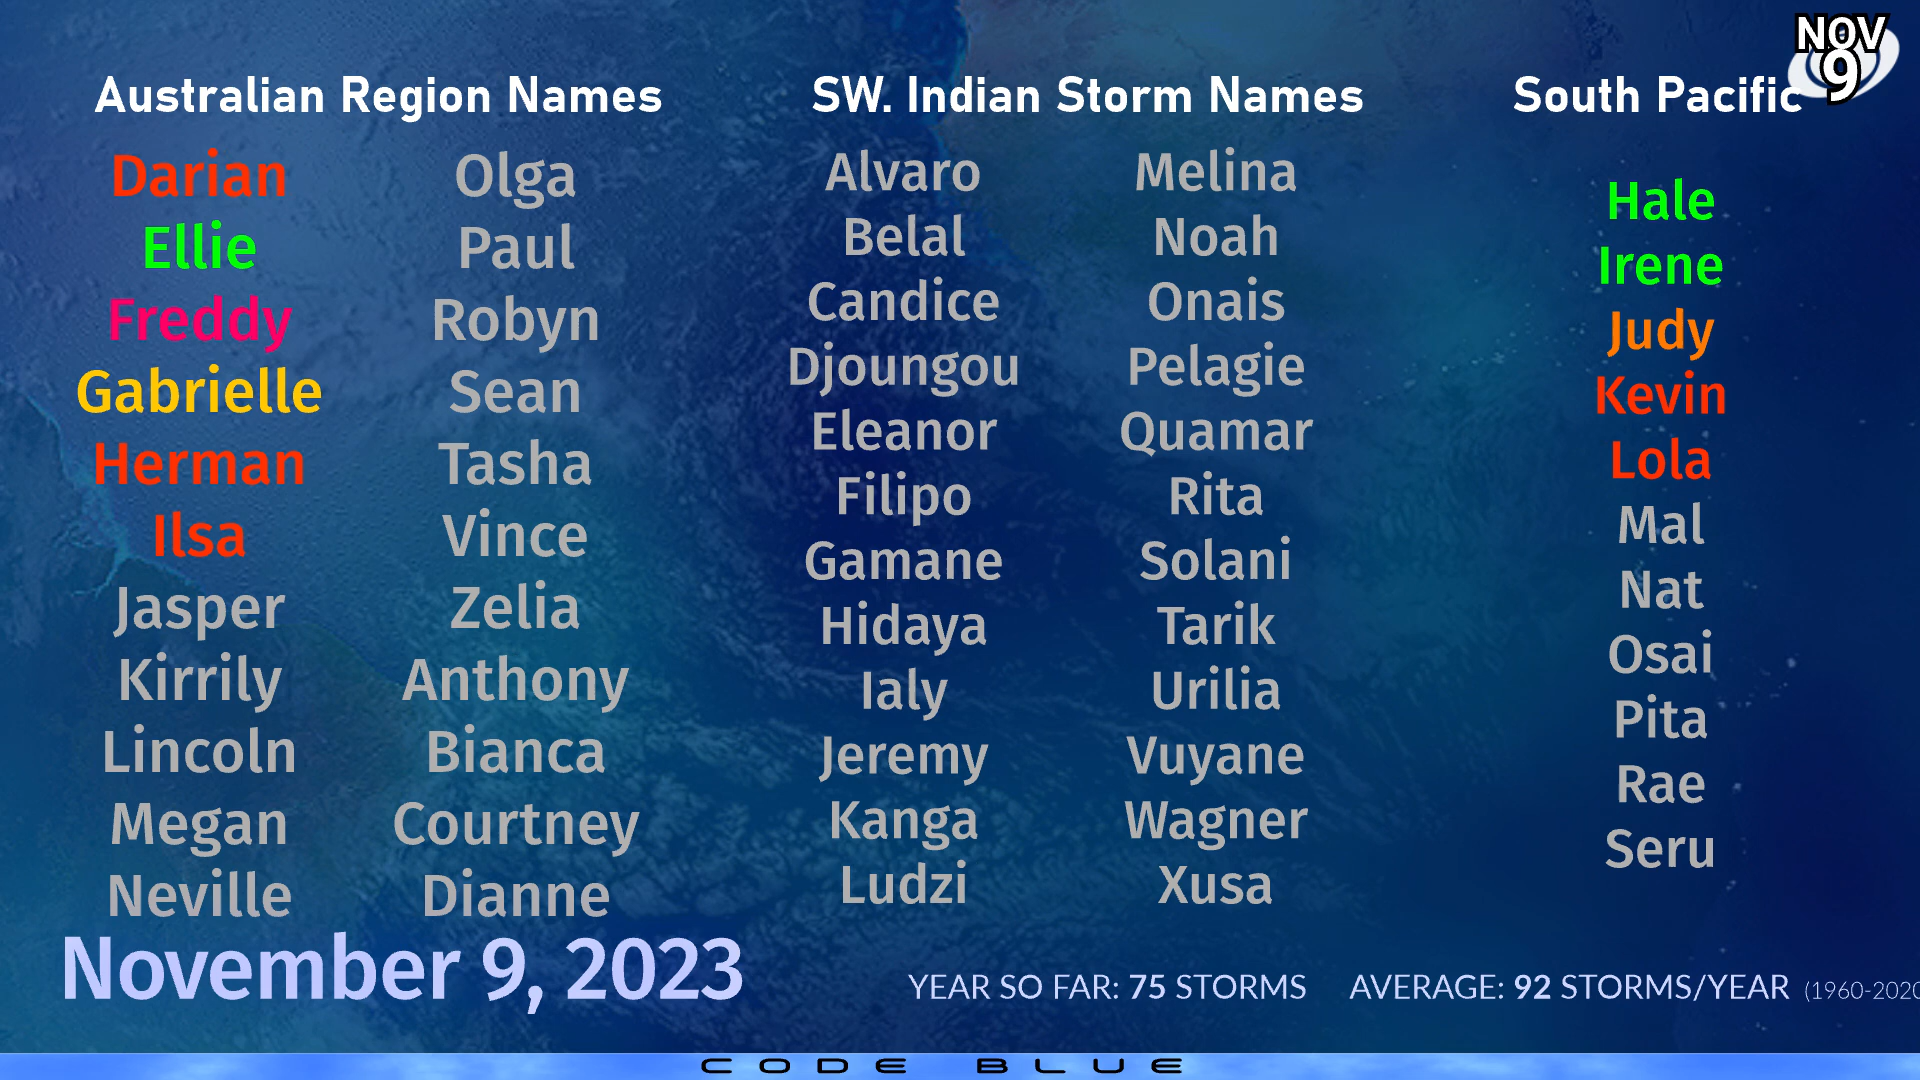 NOV
9
Australian Region Names
Darian
Ellie
Freddy
Gabrielle
Herman
Ilsa
Jasper
Kirrily
Lincoln
Megan
Neville
Olga
Paul
Robyn
Sean
Tasha
Vince
Zelia
Anthony
Bianca
Courtney
Dianne
SW. Indian Storm Names
Alvaro
Belal
Candice
Djoungou
Eleanor
Filipo
Gamane
Hidaya
Ialy
Jeremy
Kanga
Ludzi
Melina
Noah
Onais
Pelagie
Quamar
Rita
Solani
Tarik
Urilia
Vuyane
Wagner
Xusa
South Pacific
Hale
Irene
Judy
Kevin
Lola
Mal
Nat
Osai
Pita
Rae
Seru
November 9, 2023
YEAR SO FAR: 75 STORMS
AVERAGE: 92 STORMS/YEAR (1960-2020
CODE BLUE